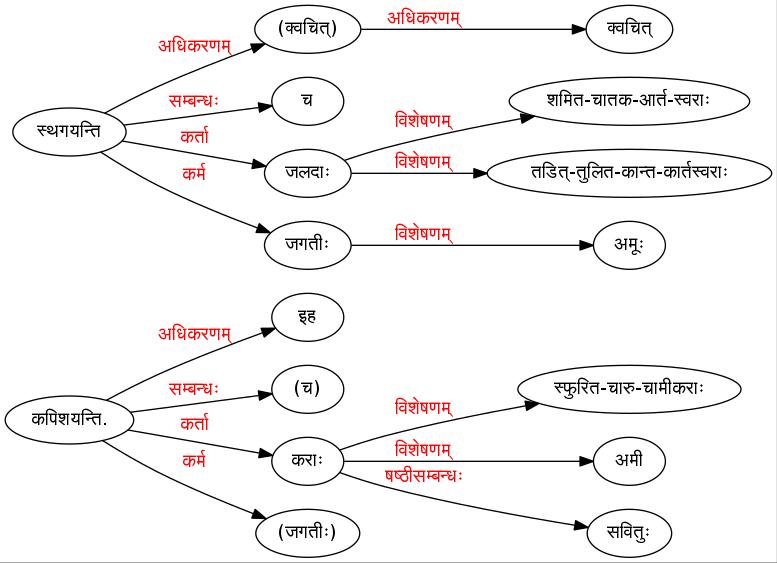 (क्वचित्)
अधिकरणम्
क्वचित्
अधिकरणम्
सम्बन्धः
च
शमित-चातक-आर्त-स्वराः
स्थगयन्ति
विशेषणम्
कर्ता
जलदाः
विशेषणम्
तडित्-तुलित-कान्त-कार्तस्वराः
कर्म
जगतीः
विशेषणम्
अमूः
इह
अधिकरणम्
सम्बन्धः
(च)
स्फुरित-चारु-चामीकराः
कपिशयन्ति.
विशेषणम्
कर्ता
कराः
विशेषणम्
अमी
कर्म
षष्ठीसम्बन्धः
(जगतीः)
सवितुः